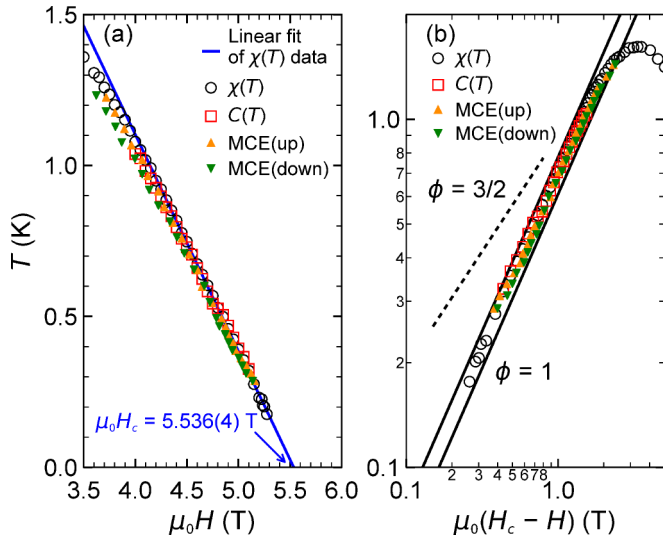 (a)
Linear fit
of χ(T) data
χ(T)
C(T)
MCE(up)
MCE(down)
μ₀Hc = 5.536(4) T
T (K)
1.5
1.0
0.5
0.0
3.5 4.0 4.5 5.0 5.5 6.0
μ₀H (T)
(b)
χ(T)
C(T)
MCE(up)
MCE(down)
ϕ = 3/2
ϕ = 1
1.0
8
7
6
5
4
3
2
0.1
0.1 2 3 4 5 6 7 8 1.0
μ₀(Hc − H) (T)